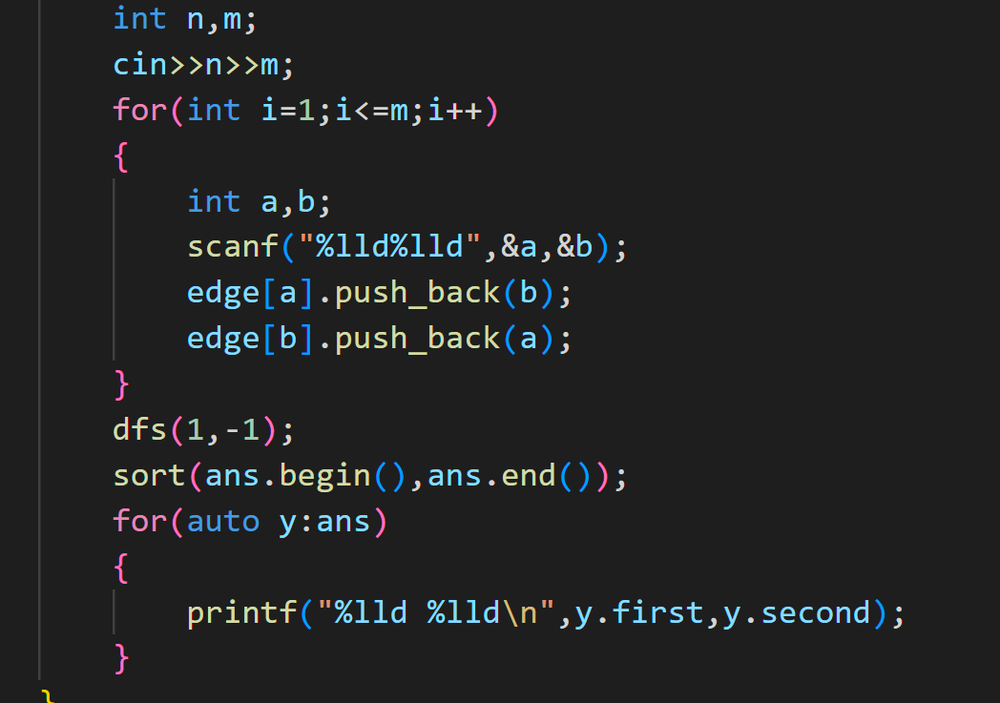 int n,m;
cin>>n>>m;
for(int i=1;i<=m;i++)
{
int a,b;
scanf("%lld%lld",&a,&b);
edge[a].push_back(b);
edge[b].push_back(a);
}
dfs(1,-1);
sort(ans.begin(),ans.end());
for(auto y:ans)
{
printf("%lld %lld\n",y.first,y.second);
}
}